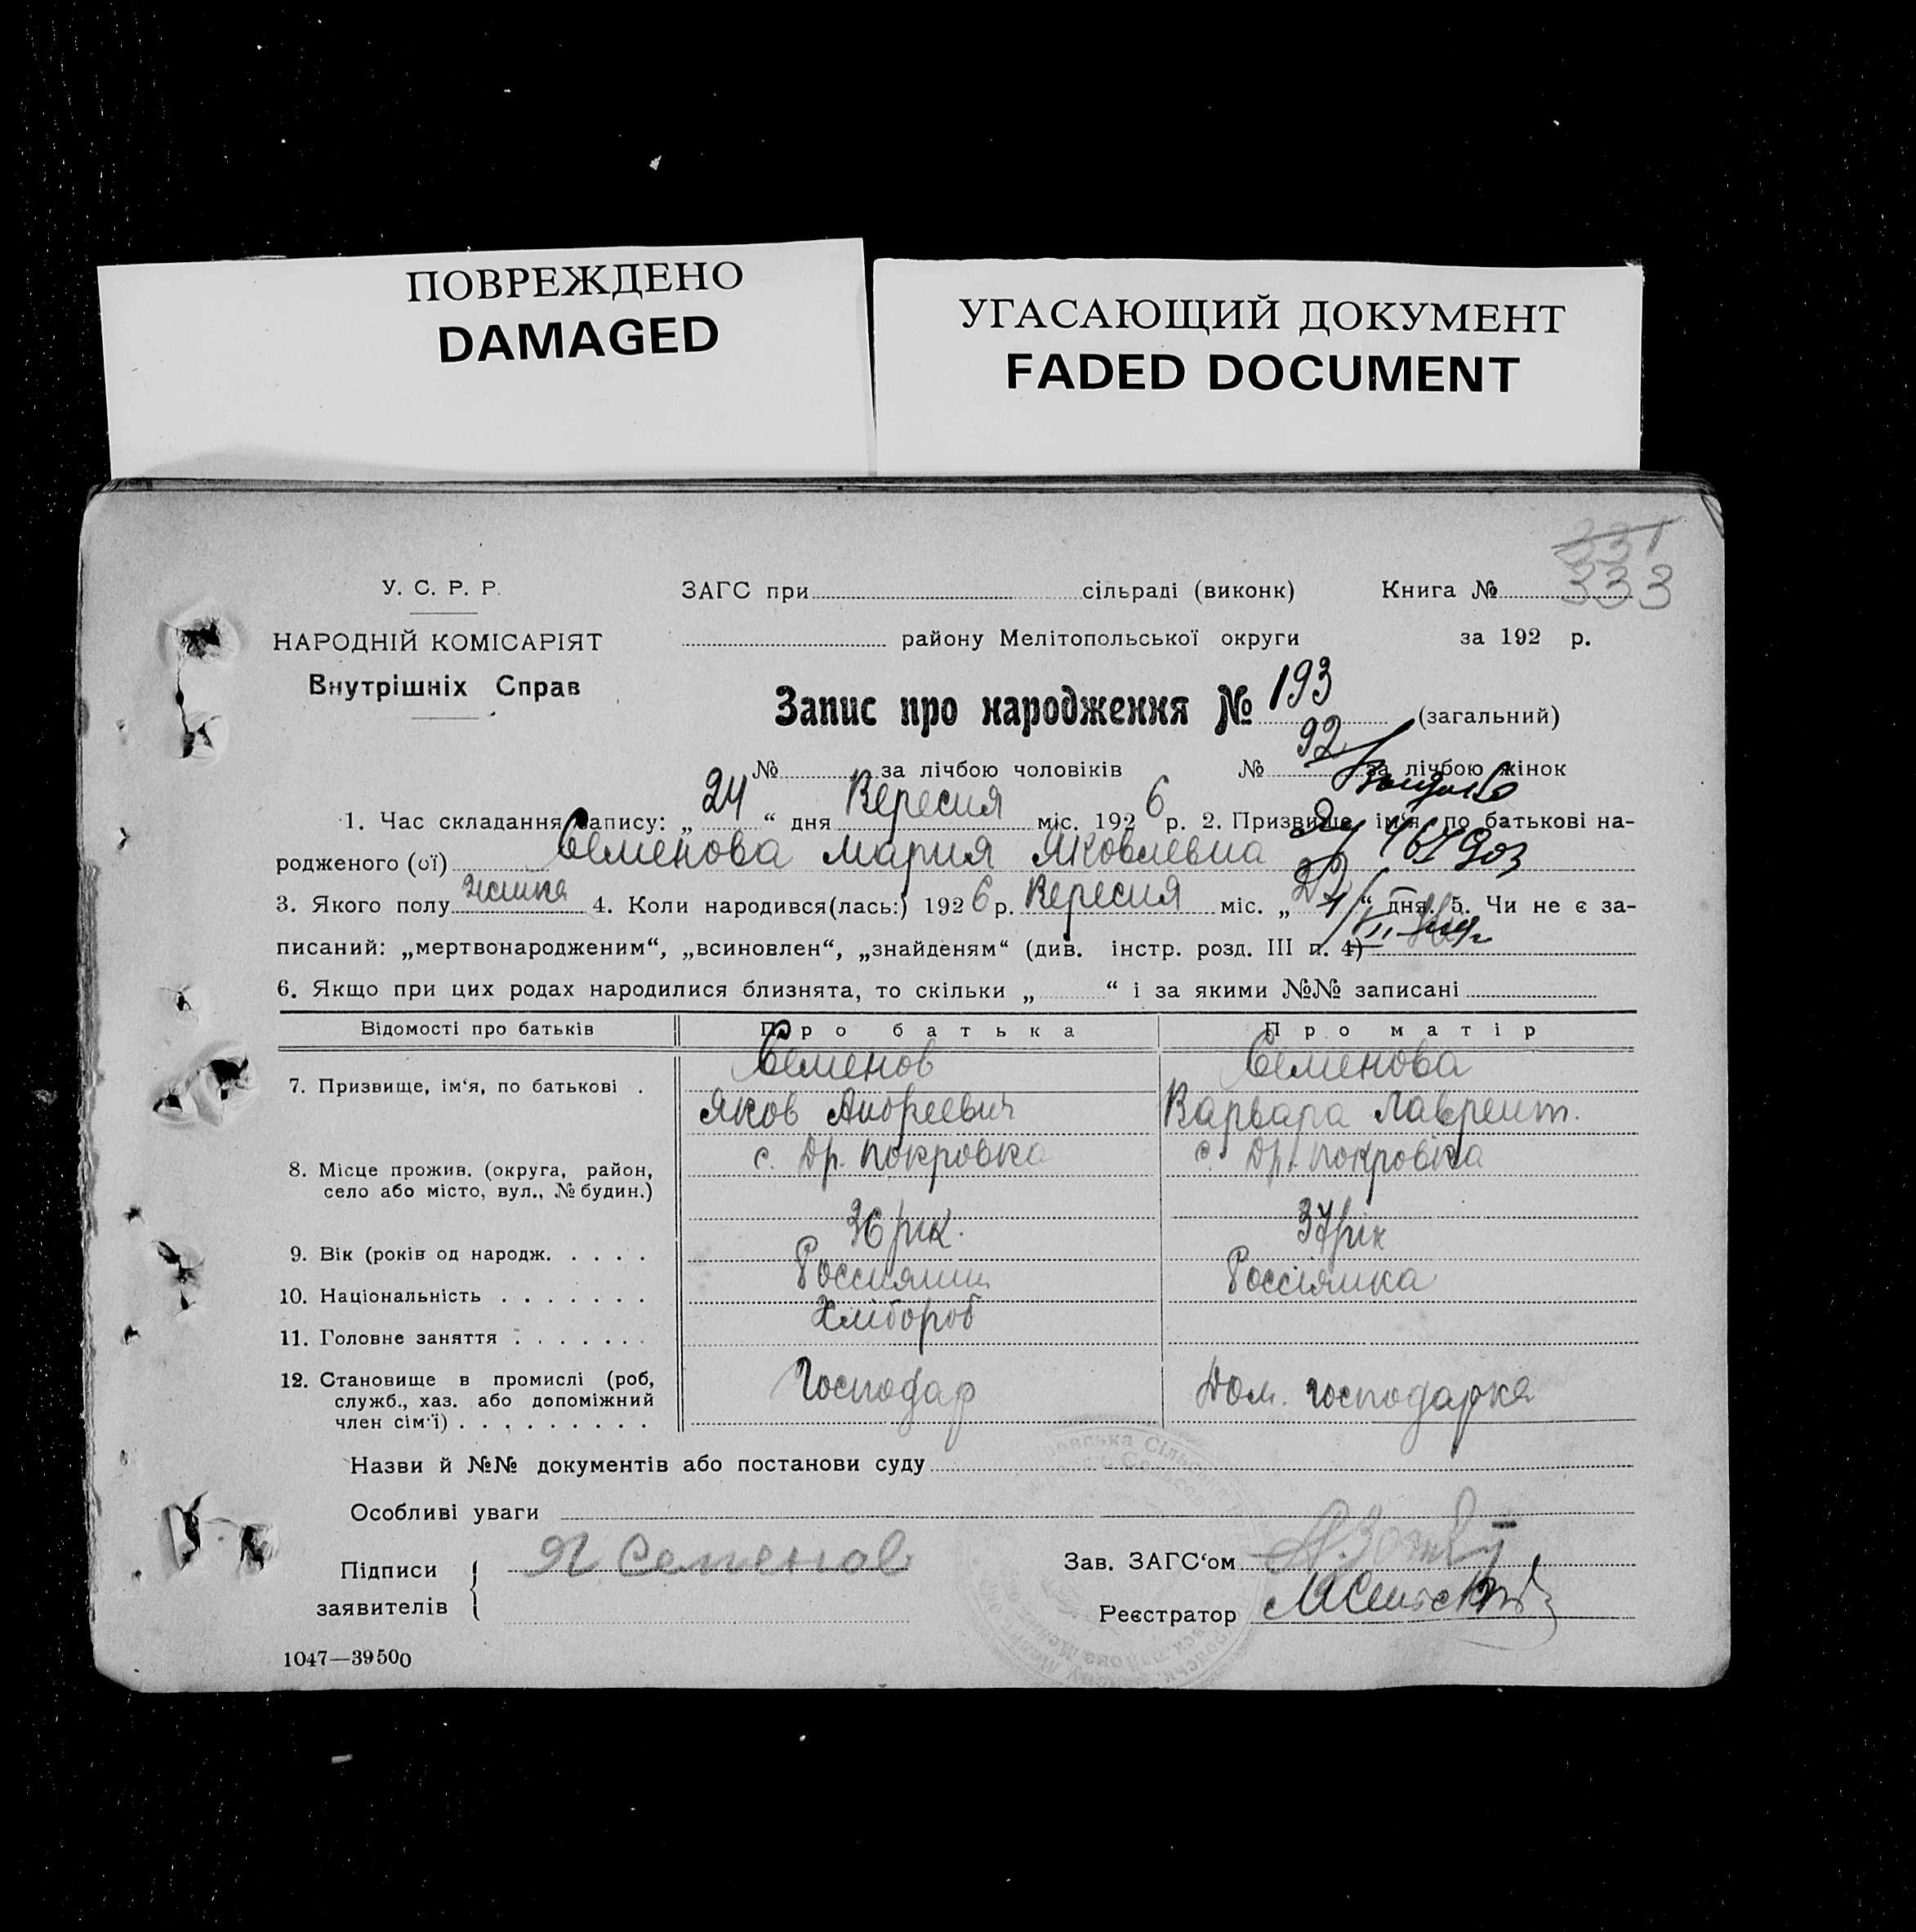 ПОВРЕЖДЕНО
DAMAGED
УГАСАЮЩИЙ ДОКУМЕНТ
FADED DOCUMENT
331
333
У. С. Р. Р.
НАРОДНІЙ КОМІСАРІЯТ
Внутрішніх Справ
ЗАГС при сільраді (виконк) Книга №
району Мелітопольської округи за 192 р.
Запис про народження № 193 (загальний)
№ за лічбою чоловіків № 92 за лічбою жінок
1. Час складання запису: „ 24 “ дня Вересня міс. 1926 р. 2. Призвище, ім'я, по батькові на-
родженого (ої) Семенова Мария Яковлевна
3. Якого полу жіинка 4. Коли народився(лась:) 1926 р. Вересня міс. „ “ дня. 5. Чи не є за-
писаний: „мертвонародженим“, „всиновлен“, „знайденям“ (див. інстр. розд. III п. 4)
6. Якщо при цих родах народилися близнята, то скільки „ “ і за якими №№ записані
Відомості про батьків Про батька Про матір
7. Призвище, ім‘я, по батькові . Семенов Семенова
Яков Андреевич Варвара Лаврент.
8. Місце прожив. (округа, район, село або місто, вул., № будин.) с. Др. Покровка с. Др. Покровка
9. Вік (років од народж. . . . . 36 рік. 37 рік
10. Національність . . . . . . . Россиянин Россіянка
11. Головне заняття . . . . . . . Хлібороб
12. Становище в промислі (роб, служб., хаз. або допоміжний член сім'ї) . . . . . . . . . Господар Дом. господарка
Назви й №№ документів або постанови суду
Особливі уваги
Підписи заявителів Я Семенов
Зав. ЗАГС‘ом
Реєстратор
1047—39500